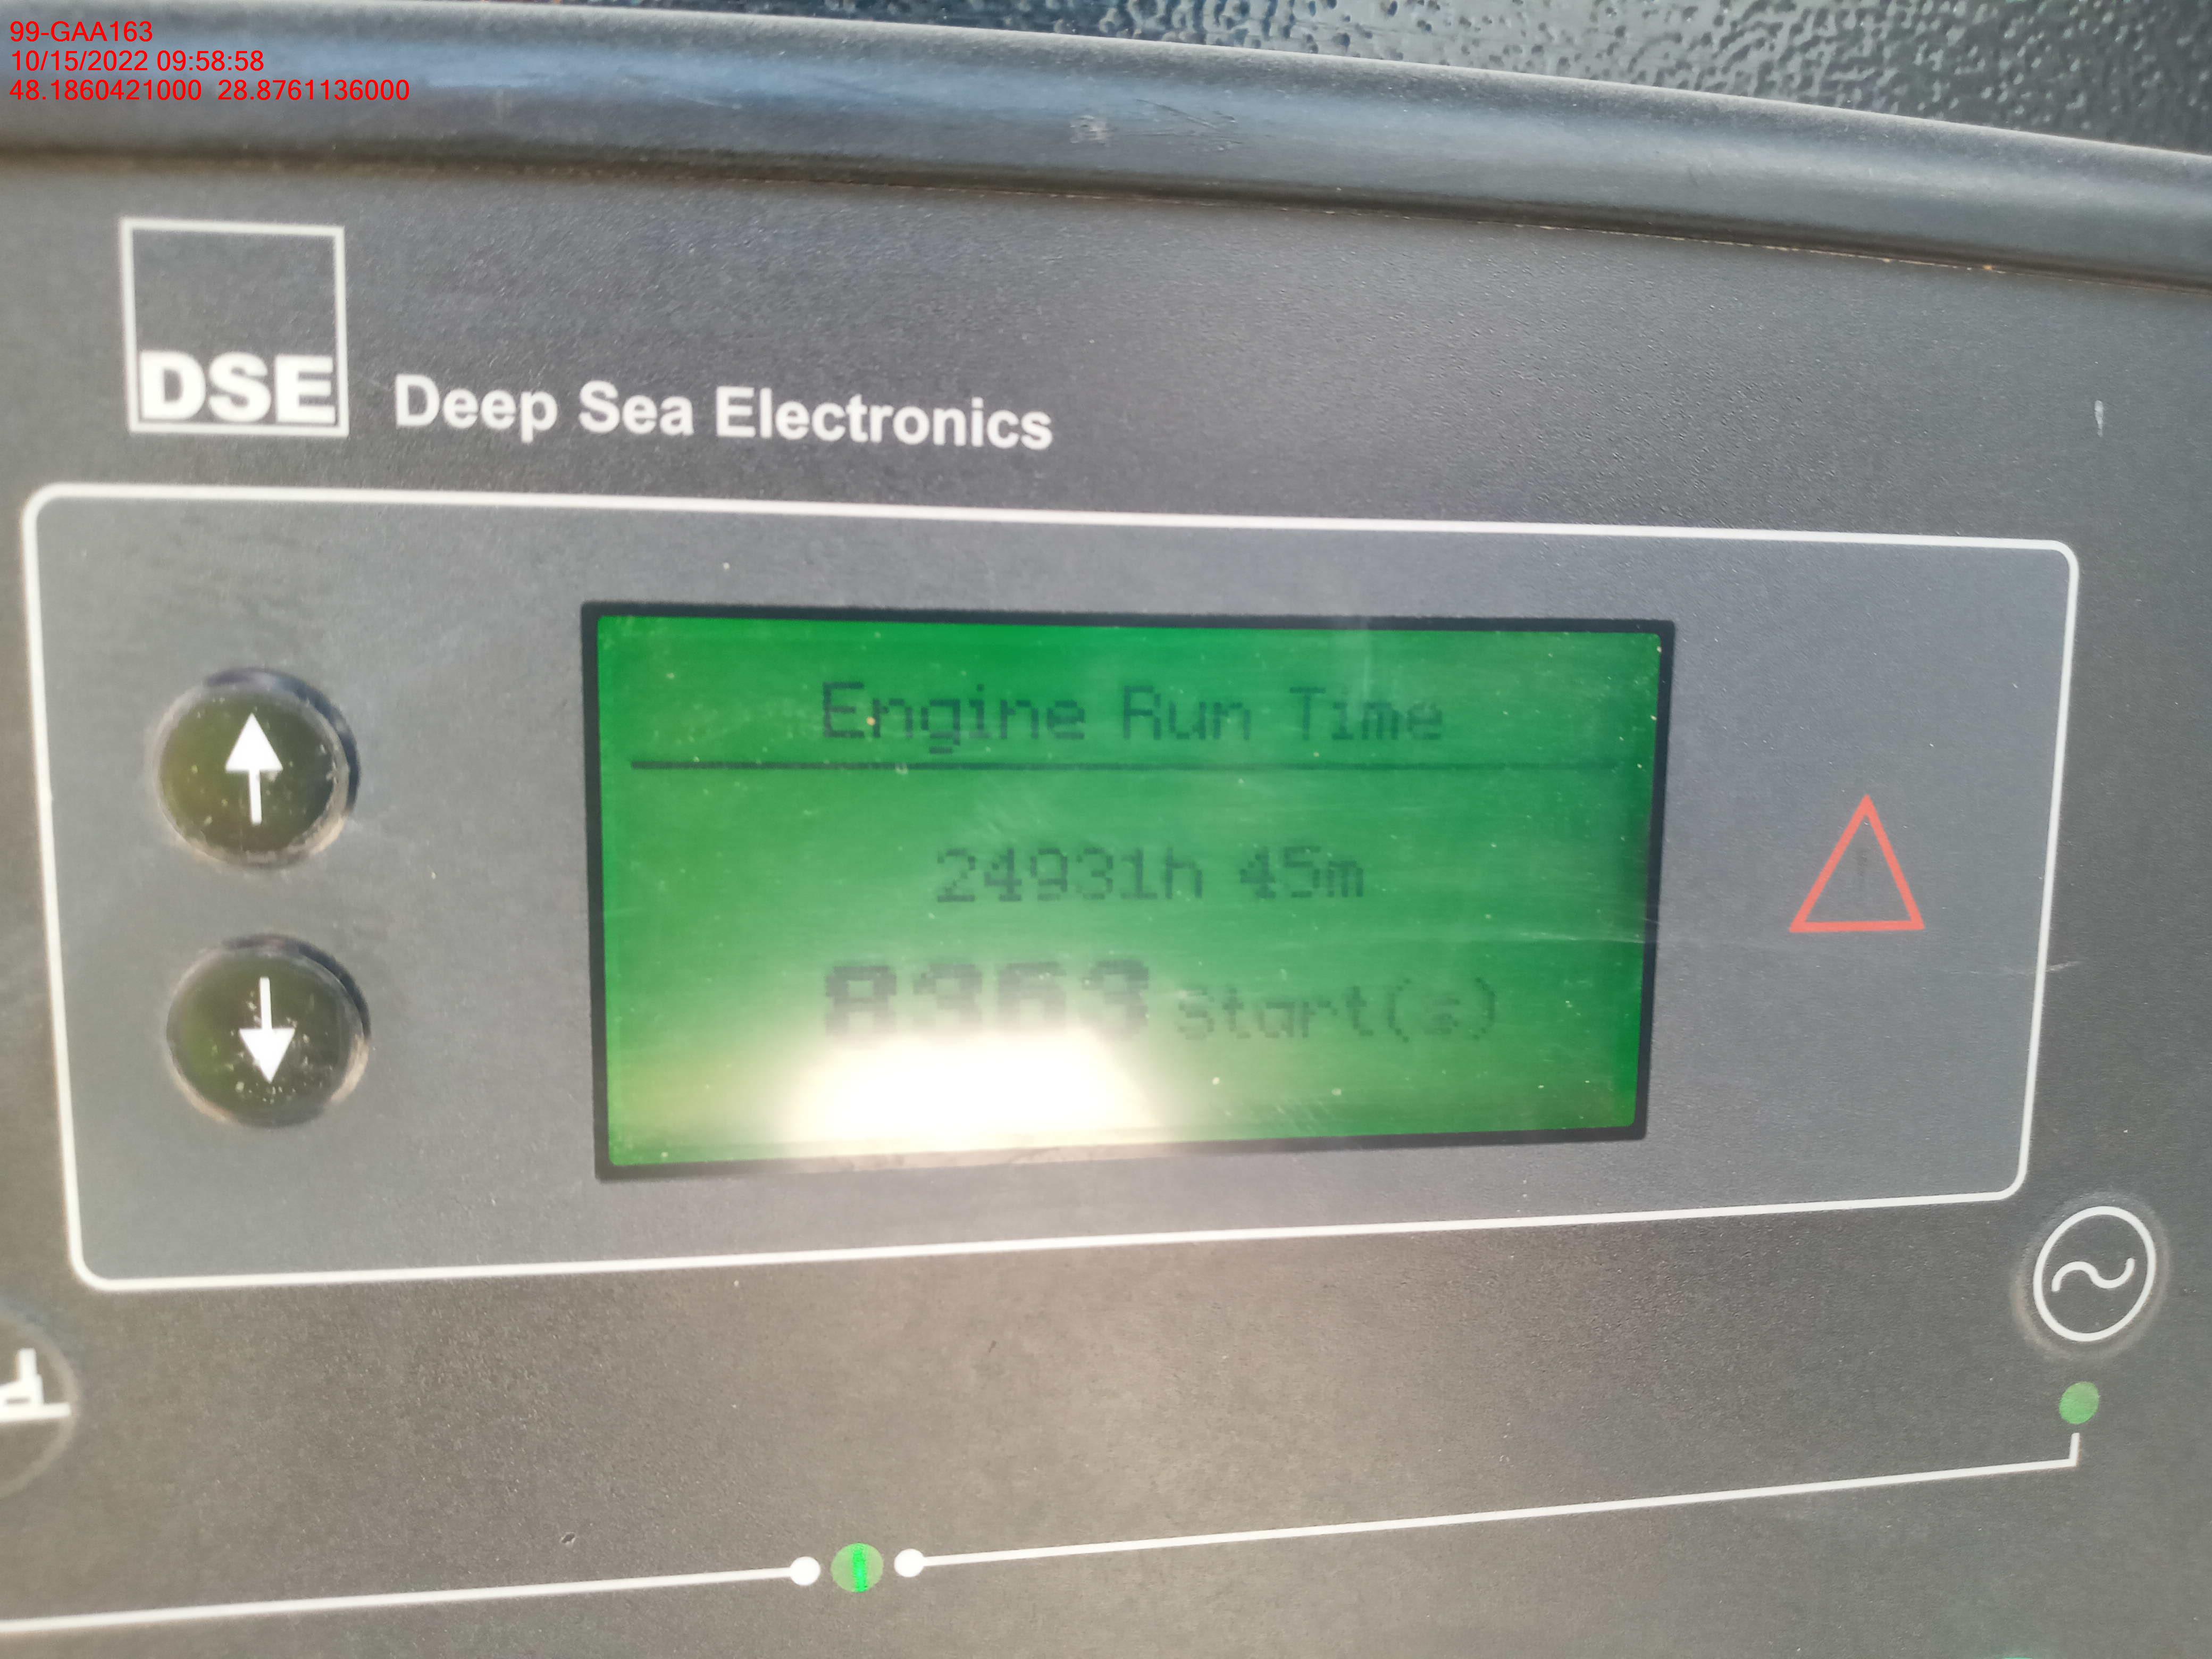 99-GAA163
10/15/2022 09:58:58
48.1860421000 28.8761136000
DSE Deep Sea Electronics
Engine Run Time
24931h 45m
8363 Start(s)